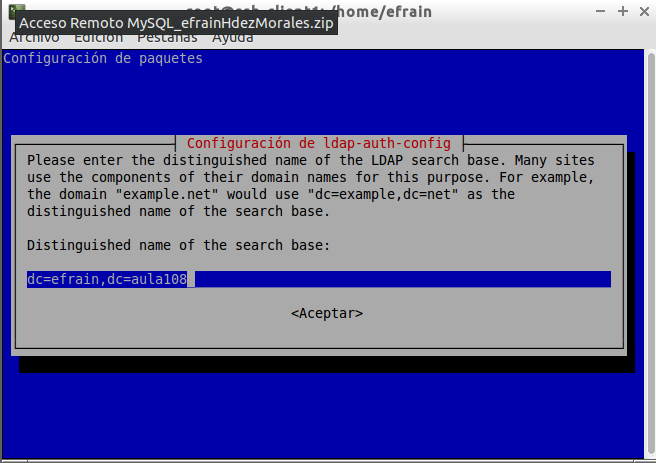 Acceso Remoto MySQL_efrainHdezMorales.zip
/home/efrain
Archivo Edición Pestañas Ayuda
Configuración de paquetes
Configuración de ldap-auth-config
Please enter the distinguished name of the LDAP search base. Many sites
use the components of their domain names for this purpose. For example,
the domain "example.net" would use "dc=example,dc=net" as the
distinguished name of the search base.
Distinguished name of the search base:
dc=efrain,dc=aula108
<Aceptar>